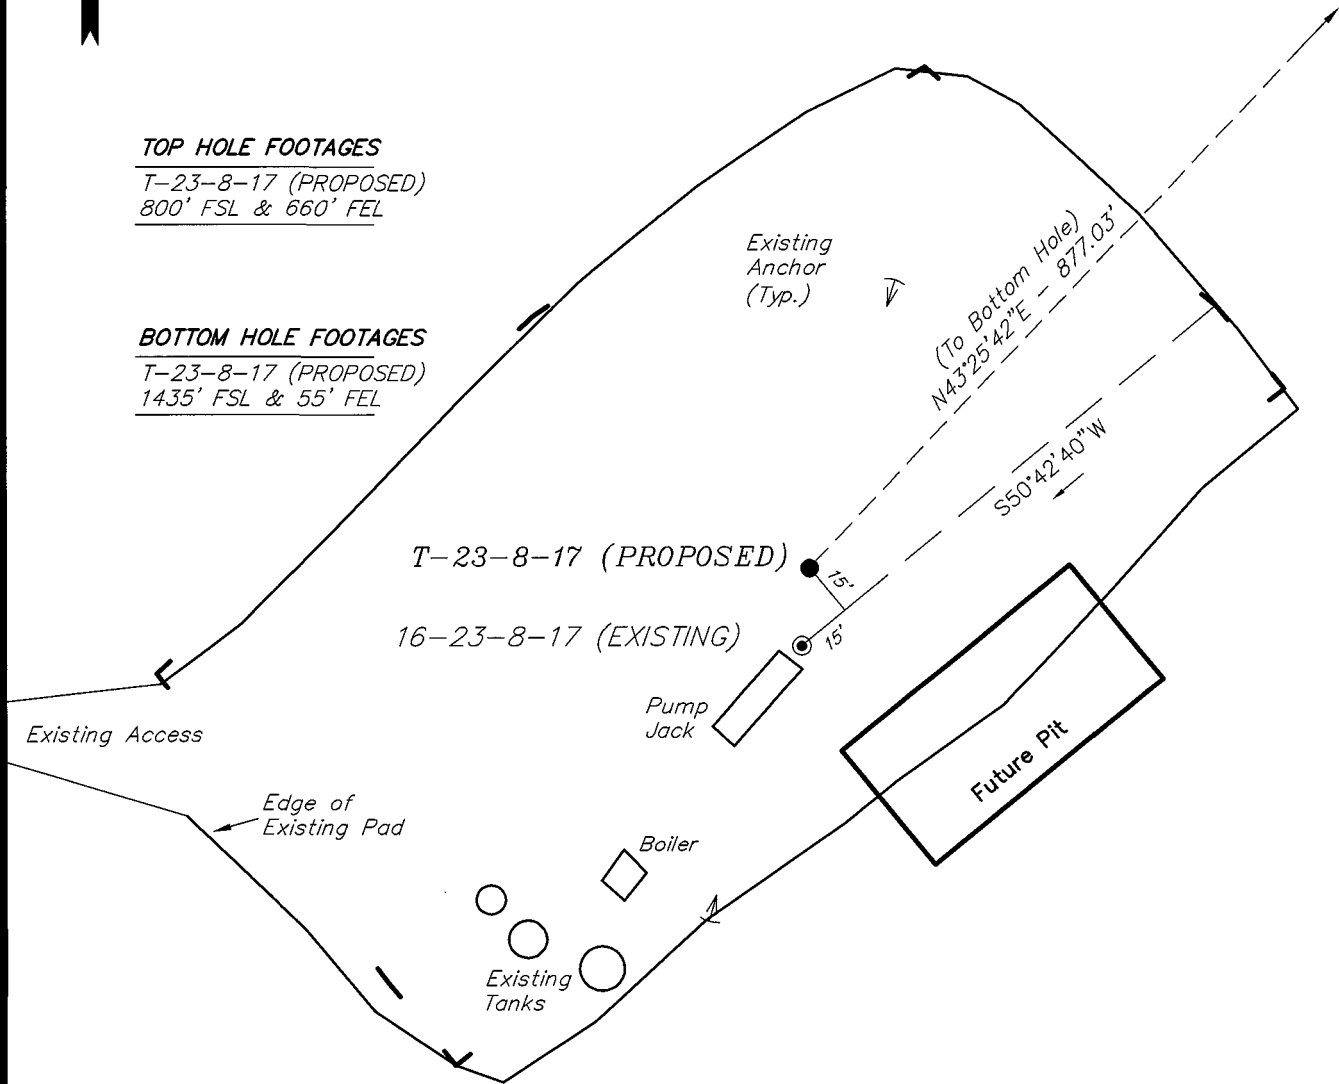 TOP HOLE FOOTAGES
T-23-8-17 (PROPOSED)
800' FSL & 660' FEL
BOTTOM HOLE FOOTAGES
T-23-8-17 (PROPOSED)
1435' FSL & 55' FEL
Existing
Anchor
(Typ.)
(To Bottom Hole)
N43°25'42"E - 877.03'
S50°42'40"W
T-23-8-17 (PROPOSED)
15'
16-23-8-17 (EXISTING)
15'
Pump
Jack
Existing Access
Future Pit
Edge of
Existing Pad
Boiler
Existing
Tanks